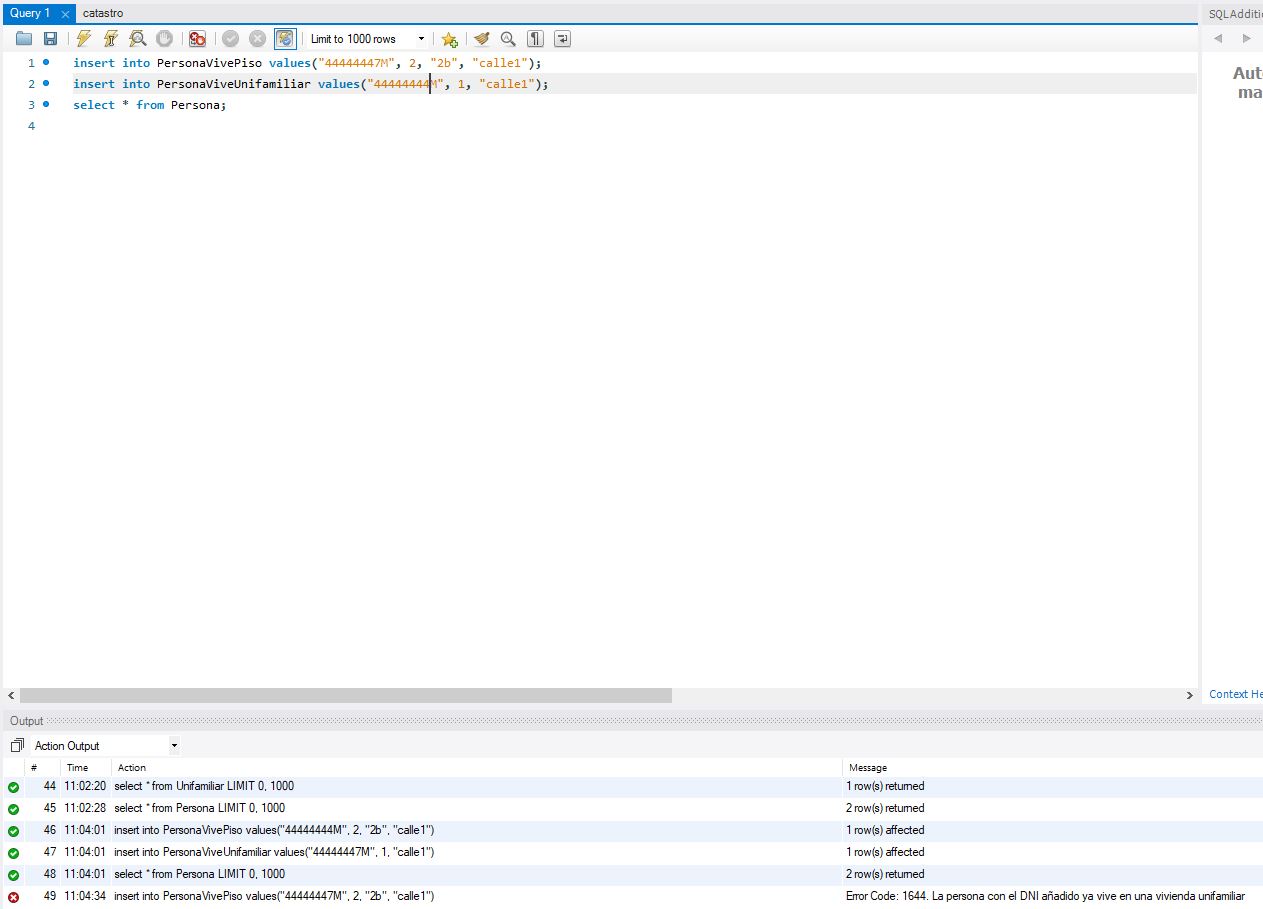 Query 1 catastro SQLAdditi
Limit to 1000 rows
1 insert into PersonaVivePiso values("44444447M", 2, "2b", "calle1");
2 insert into PersonaViveUnifamiliar values("44444444M", 1, "calle1");
3 select * from Persona;
4
Aut
ma
Context He
Output
Action Output
# Time Action Message
44 11:02:20 select * from Unifamiliar LIMIT 0, 1000 1 row(s) returned
45 11:02:28 select * from Persona LIMIT 0, 1000 2 row(s) returned
46 11:04:01 insert into PersonaVivePiso values("44444444M", 2, "2b", "calle1") 1 row(s) affected
47 11:04:01 insert into PersonaViveUnifamiliar values("44444447M", 1, "calle1") 1 row(s) affected
48 11:04:01 select * from Persona LIMIT 0, 1000 2 row(s) returned
49 11:04:34 insert into PersonaVivePiso values("44444447M", 2, "2b", "calle1") Error Code: 1644. La persona con el DNI añadido ya vive en una vivienda unifamiliar